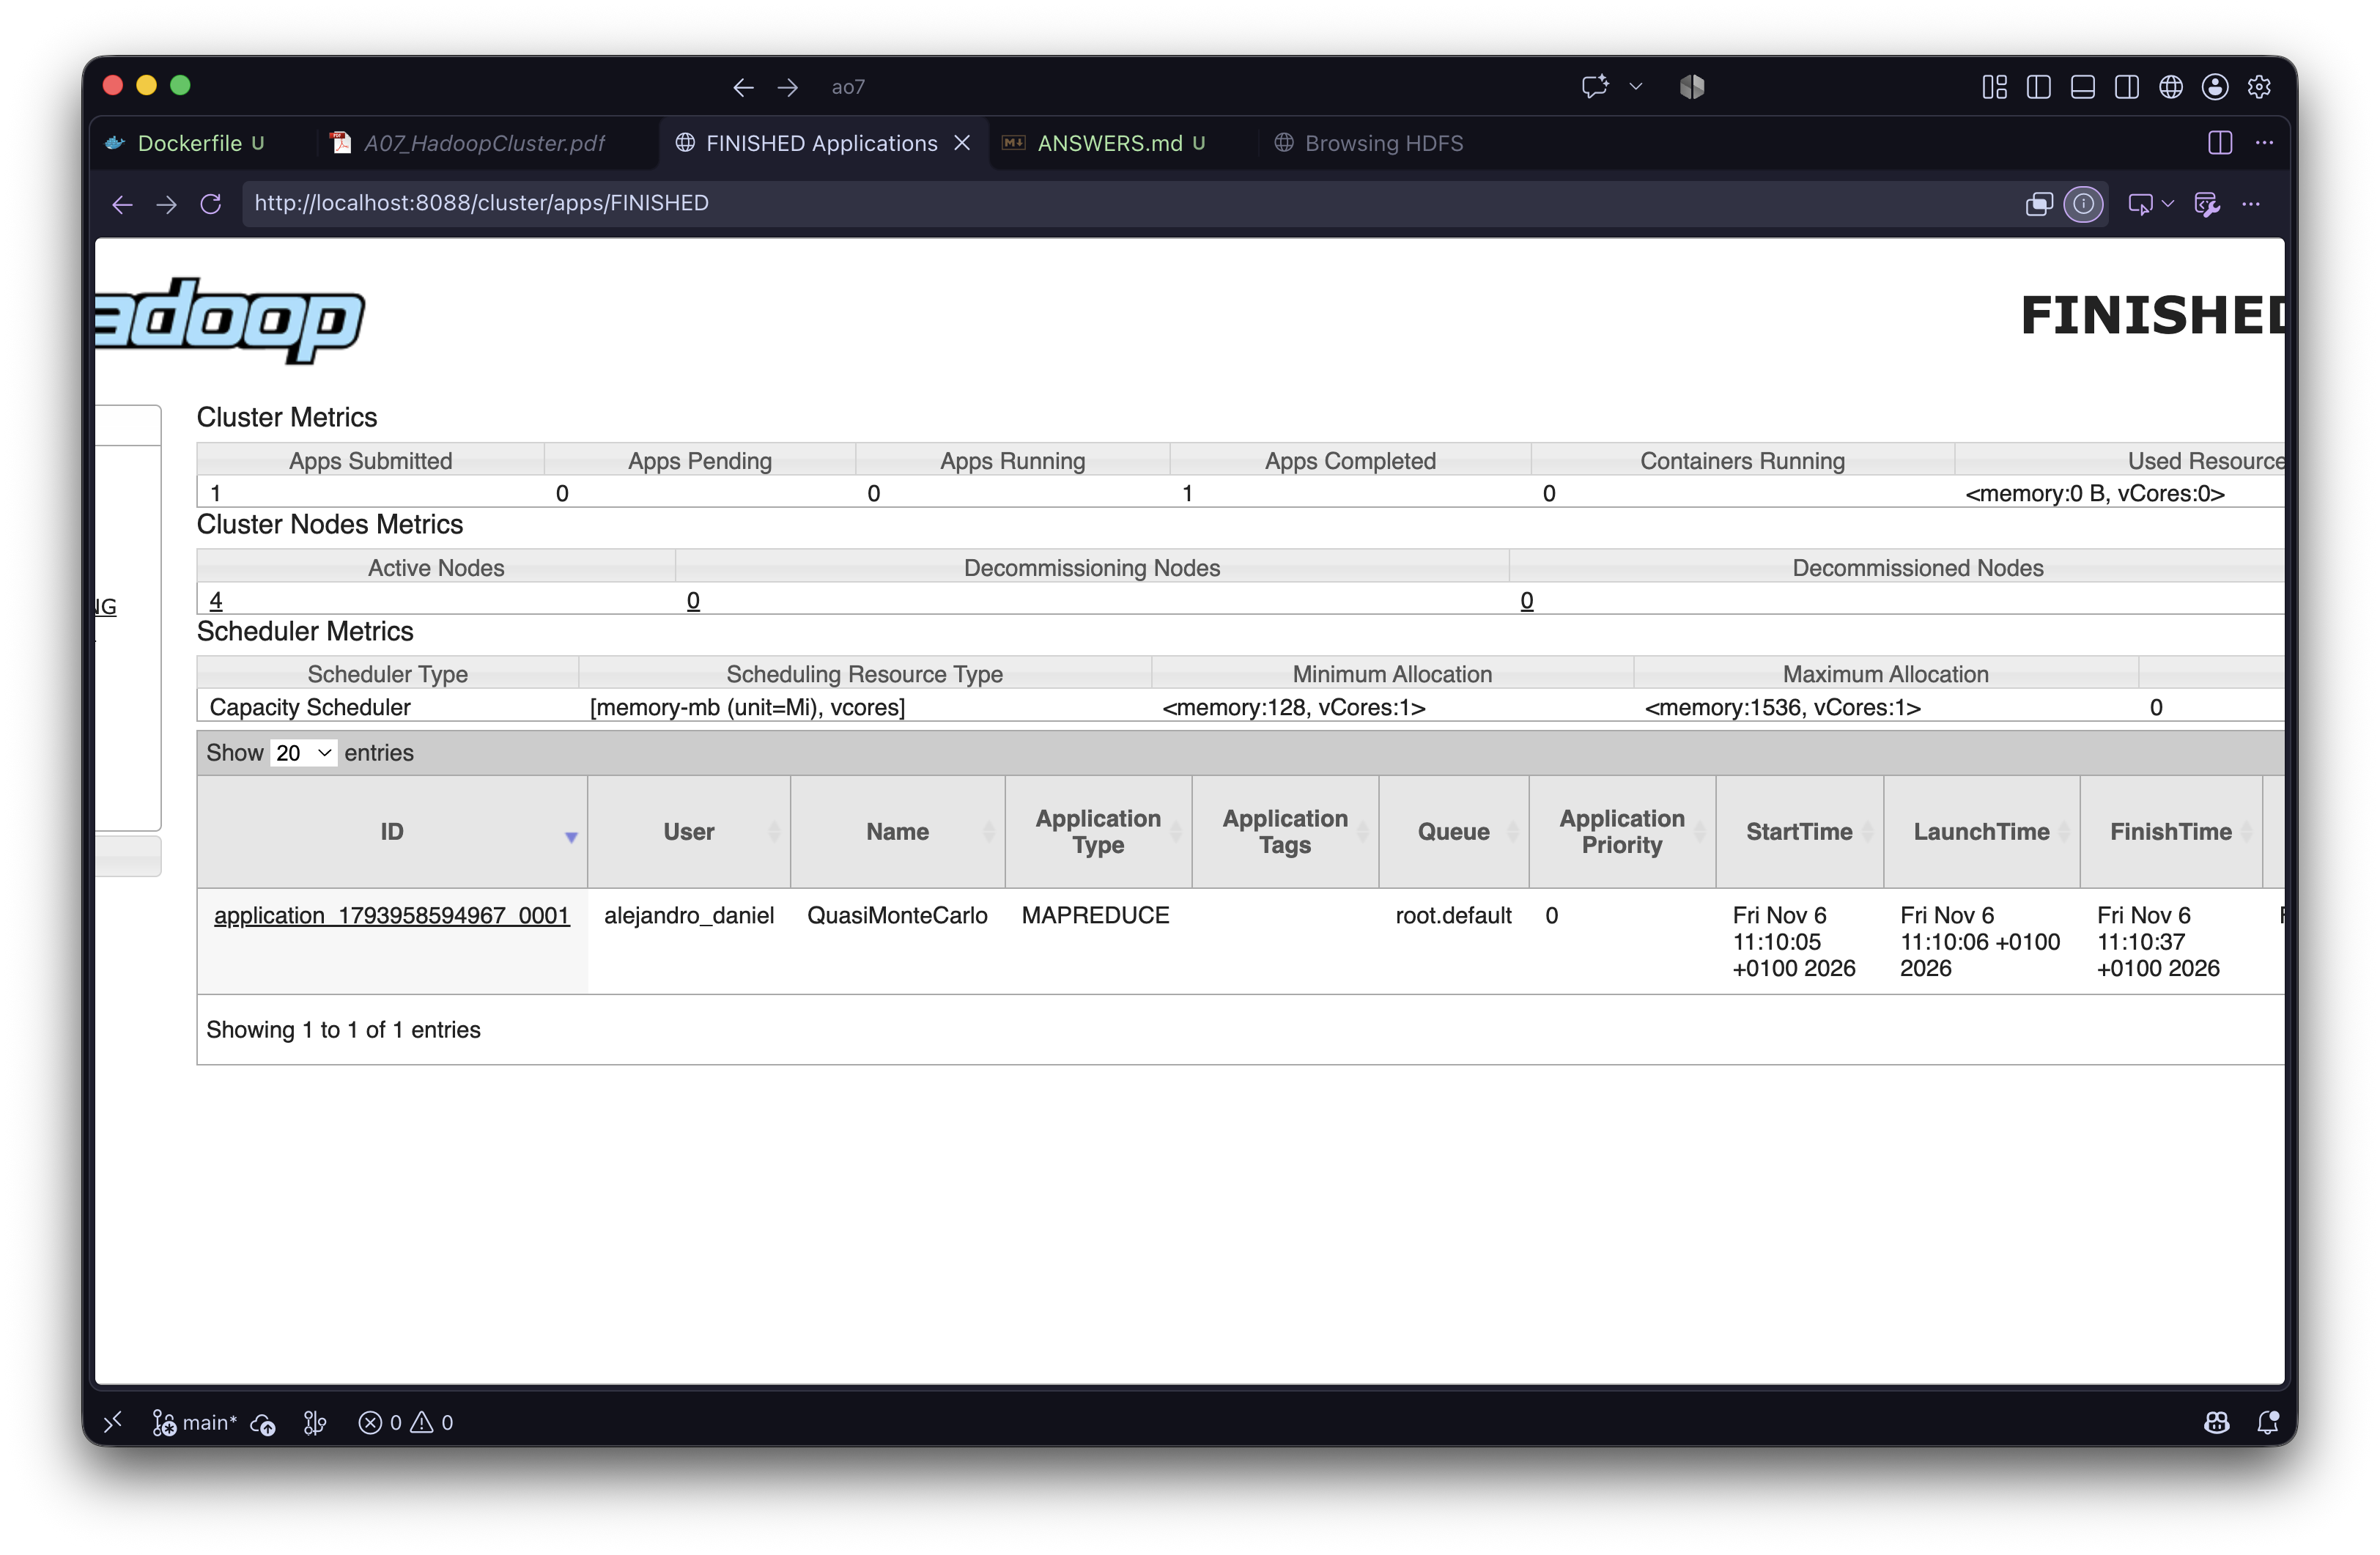 ao7
Dockerfile U
A07_HadoopCluster.pdf
FINISHED Applications
ANSWERS.md U
Browsing HDFS
http://localhost:8088/cluster/apps/FINISHED
adoop
FINISHED
Cluster Metrics
Apps Submitted Apps Pending Apps Running Apps Completed Containers Running Used Resource
1 0 0 1 0 <memory:0 B, vCores:0>
Cluster Nodes Metrics
Active Nodes Decommissioning Nodes Decommissioned Nodes
4 0 0
NG
Scheduler Metrics
Scheduler Type Scheduling Resource Type Minimum Allocation Maximum Allocation
Capacity Scheduler [memory-mb (unit=Mi), vcores] <memory:128, vCores:1> <memory:1536, vCores:1> 0
Show 20 entries
ID User Name Application Type Application Tags Queue Application Priority StartTime LaunchTime FinishTime
application_1793958594967_0001 alejandro_daniel QuasiMonteCarlo MAPREDUCE root.default 0 Fri Nov 6 11:10:05 +0100 2026 Fri Nov 6 11:10:06 +0100 2026 Fri Nov 6 11:10:37 +0100 2026
Showing 1 to 1 of 1 entries
main* 0 0